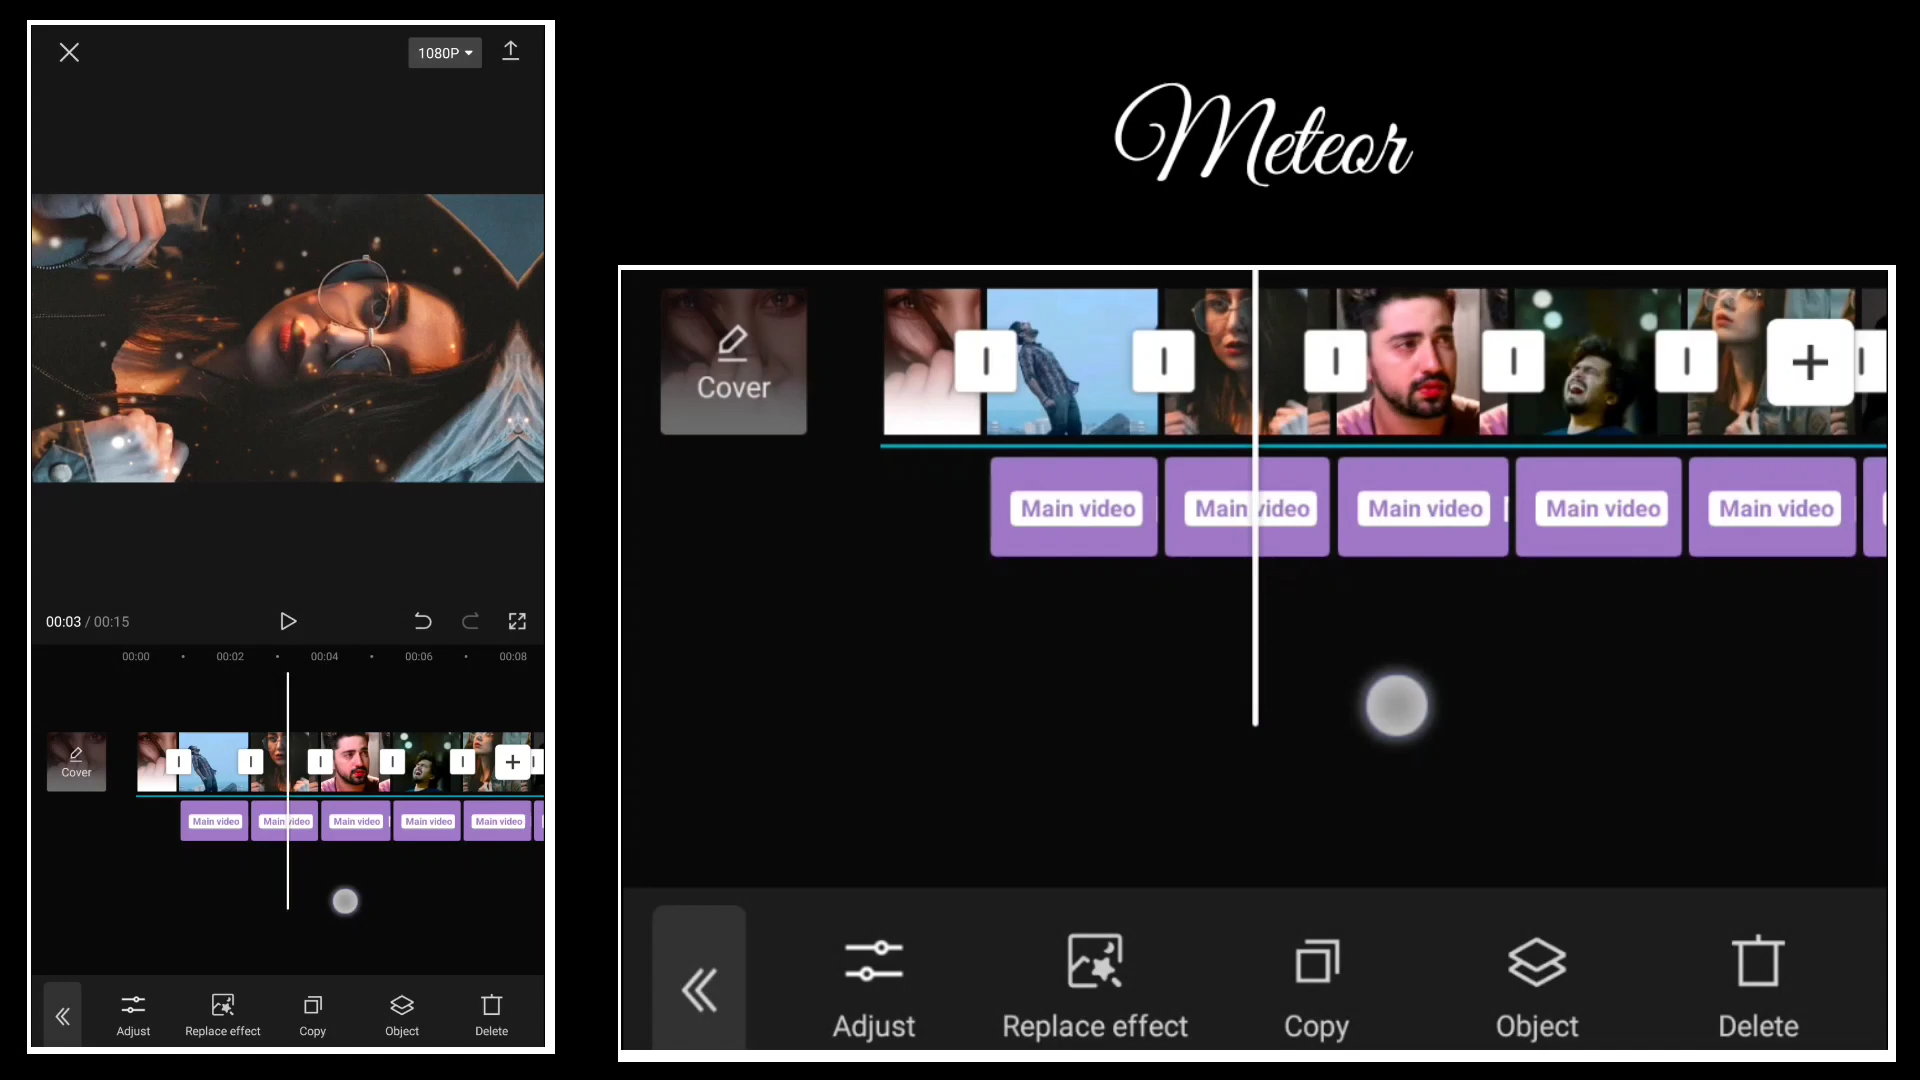 1080P
00:03 / 00:15
00:00 00:02 00:04 00:06 00:08
Cover
Main video Main video Main video Main video Main video
Adjust Replace effect Copy Object Delete
Meteor
Cover
Main video Main video Main video Main video Main video
Adjust Replace effect Copy Object Delete